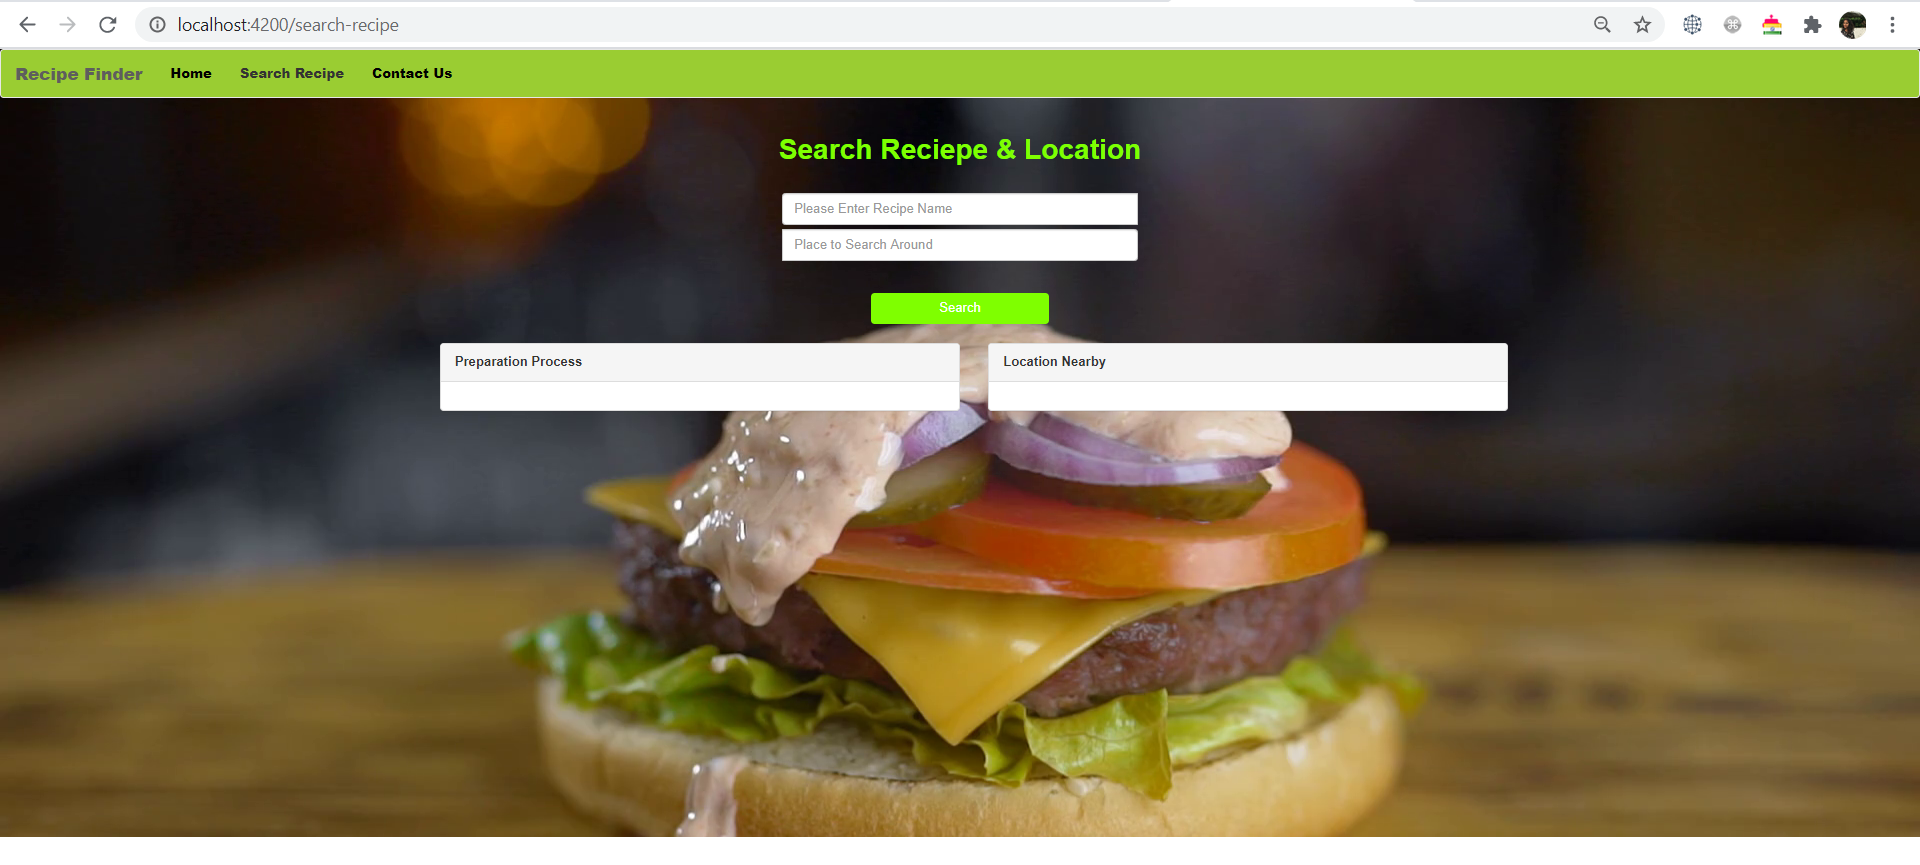 localhost:4200/search-recipe
Recipe Finder Home Search Recipe Contact Us
Search Reciepe & Location
Please Enter Recipe Name
Place to Search Around
Search
Preparation Process
Location Nearby